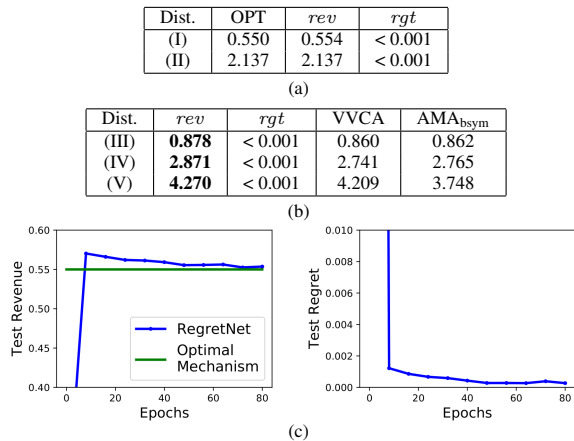 Dist. OPT rev rgt
(I) 0.550 0.554 < 0.001
(II) 2.137 2.137 < 0.001
(a)
Dist. rev rgt VVCA AMA_bsym
(III) 0.878 < 0.001 0.860 0.862
(IV) 2.871 < 0.001 2.741 2.765
(V) 4.270 < 0.001 4.209 3.748
(b)
Test Revenue
0.60
0.55
0.50
0.45
0.40
0 20 40 60 80
Epochs
RegretNet
Optimal
Mechanism
Test Regret
0.010
0.008
0.006
0.004
0.002
0.000
0 20 40 60 80
Epochs
(c)